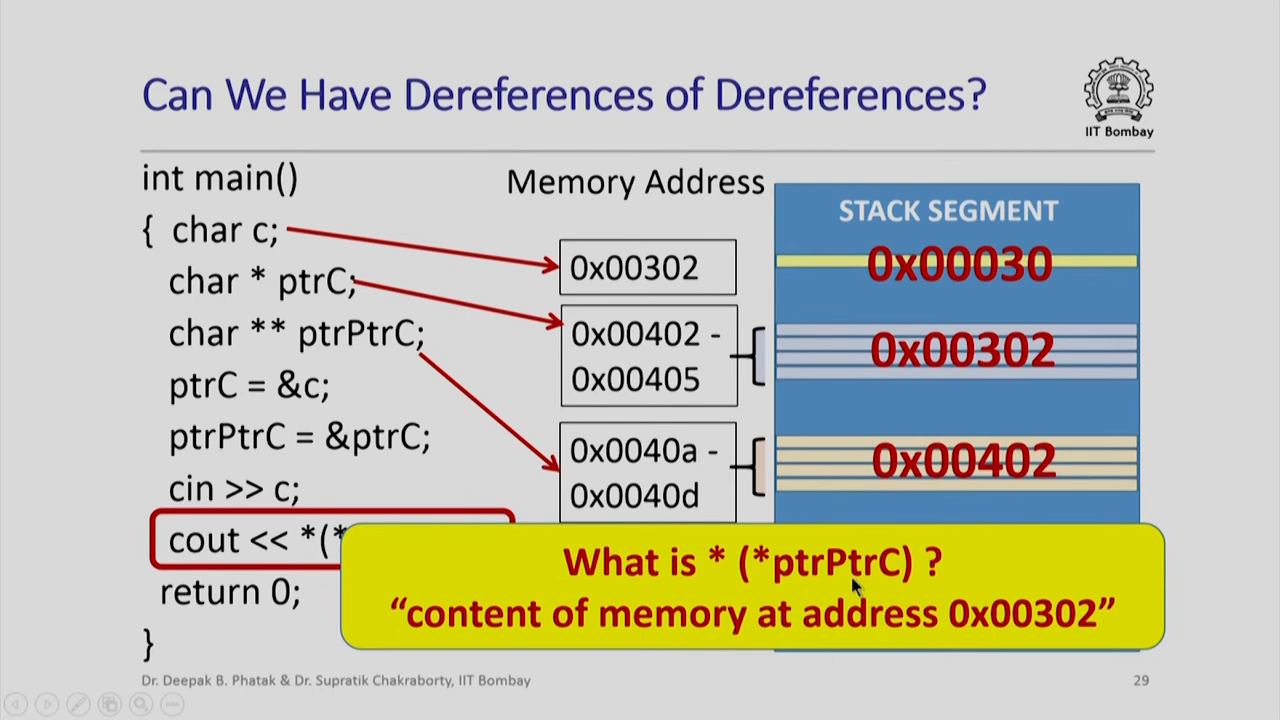 Can We Have Dereferences of Dereferences?
IIT Bombay
int main()
{ char c;
char * ptrC;
char ** ptrPtrC;
ptrC = &c;
ptrPtrC = &ptrC;
cin >> c;
cout << *(*
return 0;
}
Memory Address
0x00302
0x00402 -
0x00405
0x0040a -
0x0040d
STACK SEGMENT
0x00030
0x00302
0x00402
What is * (*ptrPtrC) ?
“content of memory at address 0x00302”
Dr. Deepak B. Phatak & Dr. Supratik Chakraborty, IIT Bombay
29